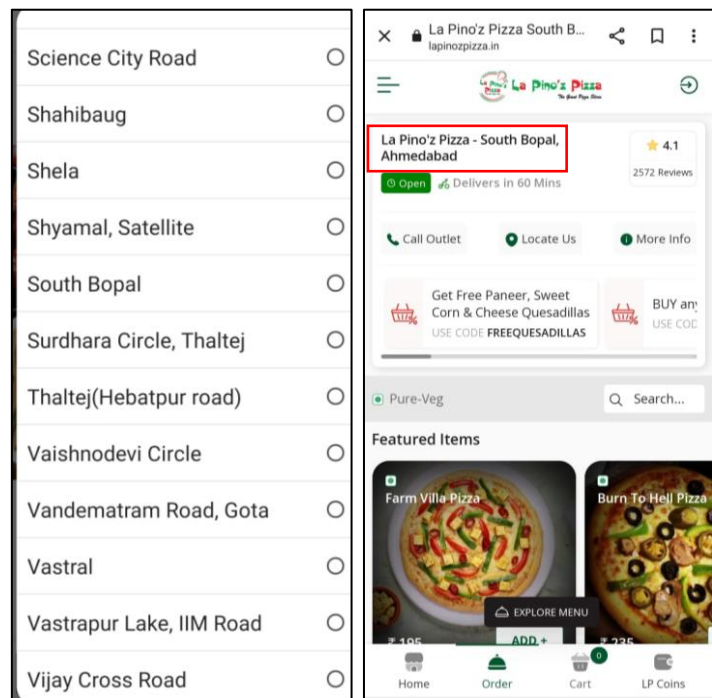 Science City Road
Shahibaug
Shela
Shyamal, Satellite
South Bopal
Surdhara Circle, Thaltej
Thaltej(Hebatpur road)
Vaishnodevi Circle
Vandematram Road, Gota
Vastral
Vastrapur Lake, IIM Road
Vijay Cross Road
La Pino'z Pizza South B...
lapinozpizza.in
La Pino'z Pizza
La Pino'z Pizza - South Bopal,
Ahmedabad
4.1
2572 Reviews
Open
Delivers in 60 Mins
Call Outlet
Locate Us
More Info
Get Free Paneer, Sweet
Corn & Cheese Quesadillas
USE CODE FREEQUESADILLAS
BUY any
USE COD
Pure-Veg
Search...
Featured Items
Farm Villa Pizza
Burn To Hell Pizza
EXPLORE MENU
₹ 195
ADD +
₹ 235
0
Home
Order
Cart
LP Coins